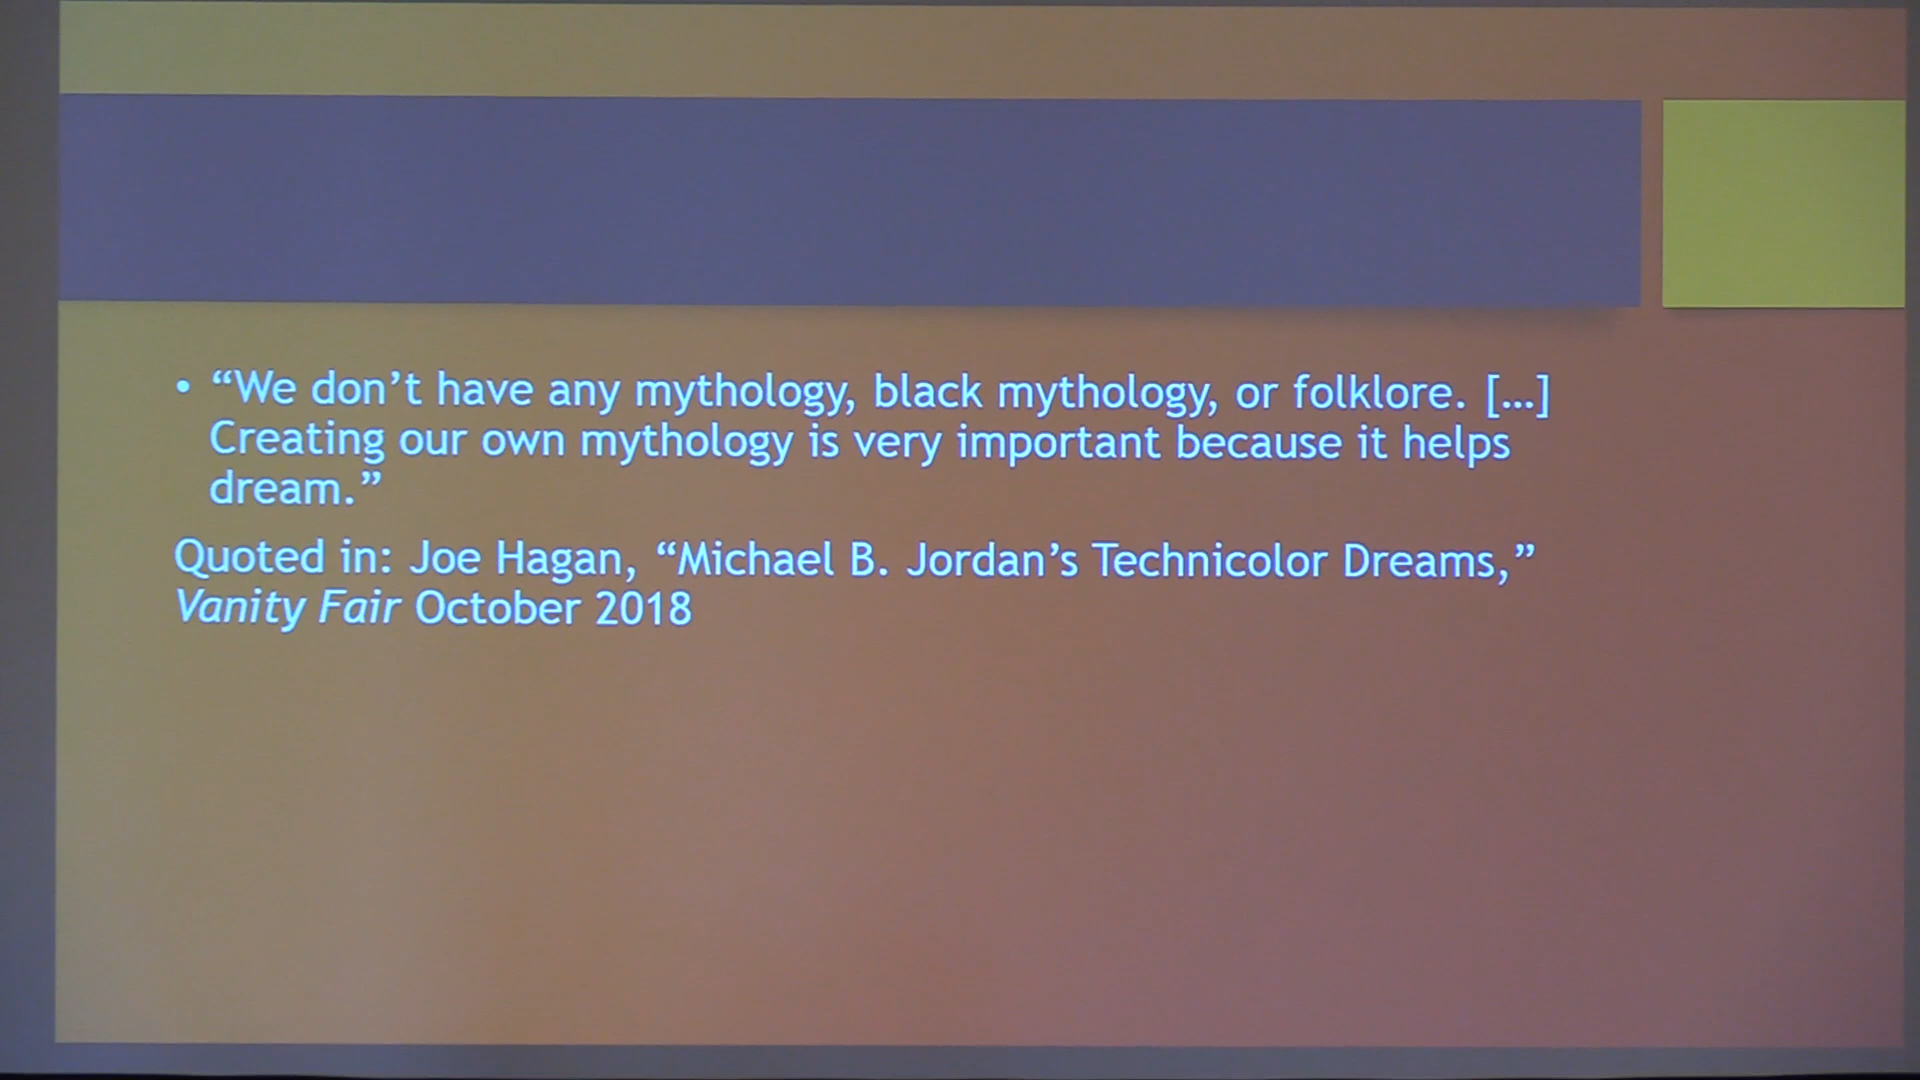 • “We don’t have any mythology, black mythology, or folklore. […]
Creating our own mythology is very important because it helps
dream.”
Quoted in: Joe Hagan, “Michael B. Jordan’s Technicolor Dreams,”
Vanity Fair October 2018